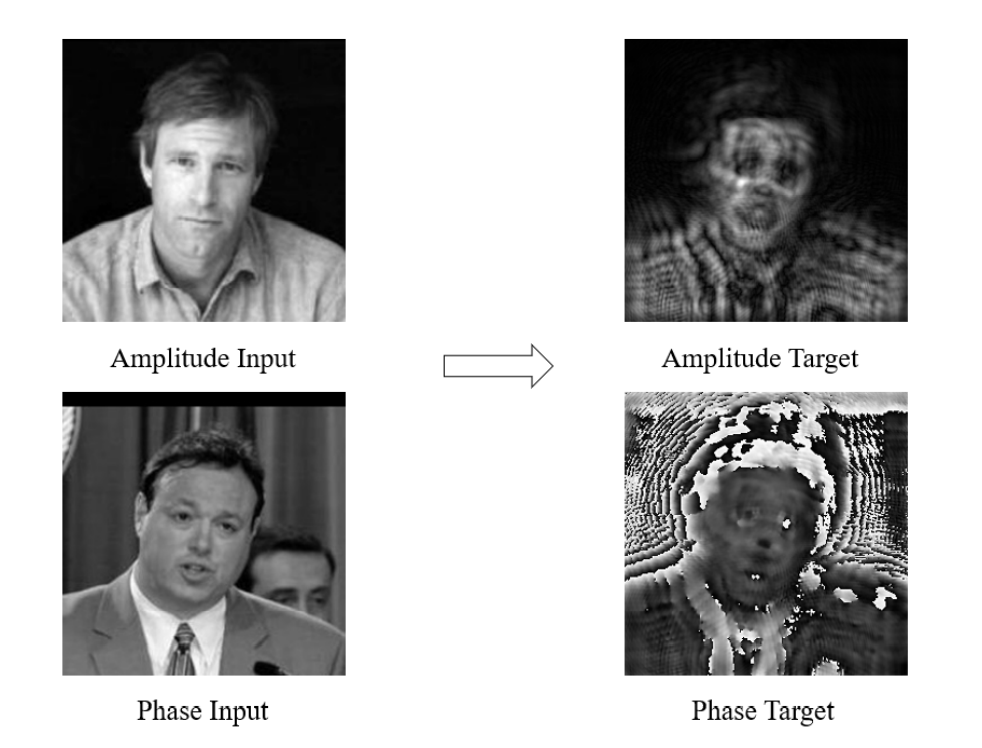 Amplitude Input
Amplitude Target
Phase Input
Phase Target